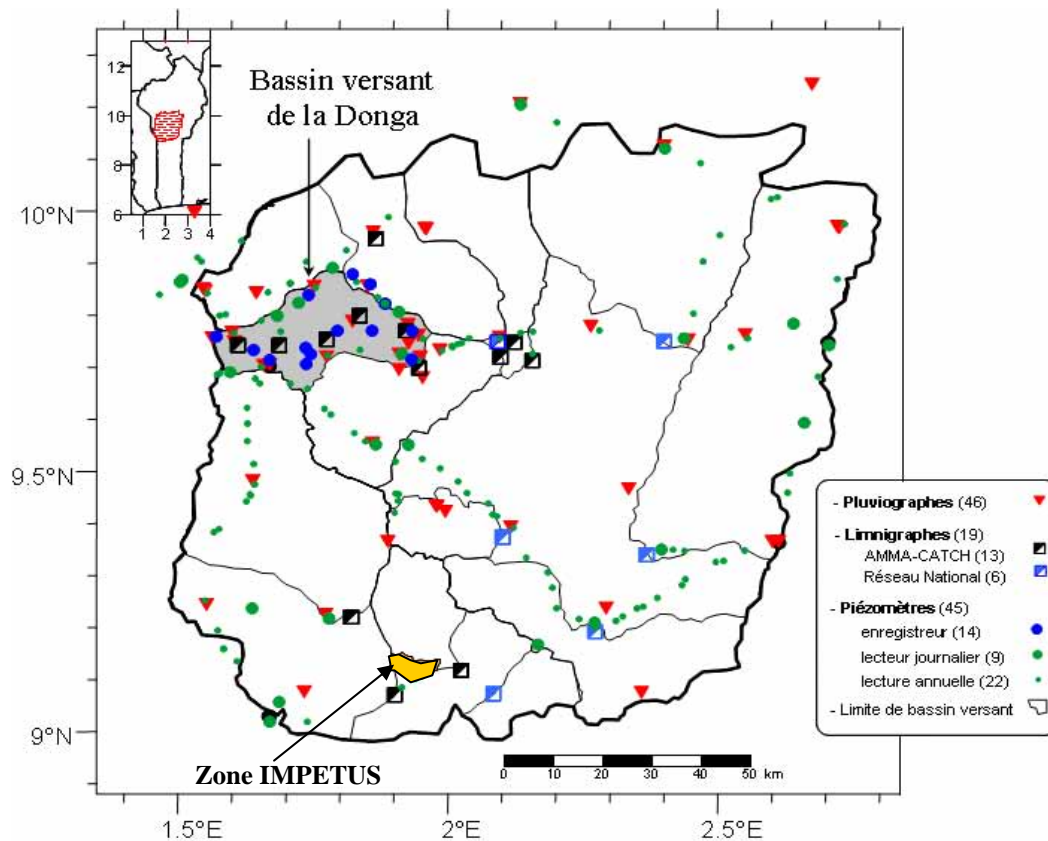 12
10
8
6
1 2 3 4
Bassin versant
de la Donga
10°N
9.5°N
9°N
1.5°E
2°E
2.5°E
Zone IMPETUS
0 10 20 30 40 50
km
- Pluviographes (46)
- Limnigraphes (19)
AMMA-CATCH (13)
Réseau National (6)
- Piézomètres (45)
enregistreur (14)
lecteur journalier (9)
lecture annuelle (22)
- Limite de bassin versant